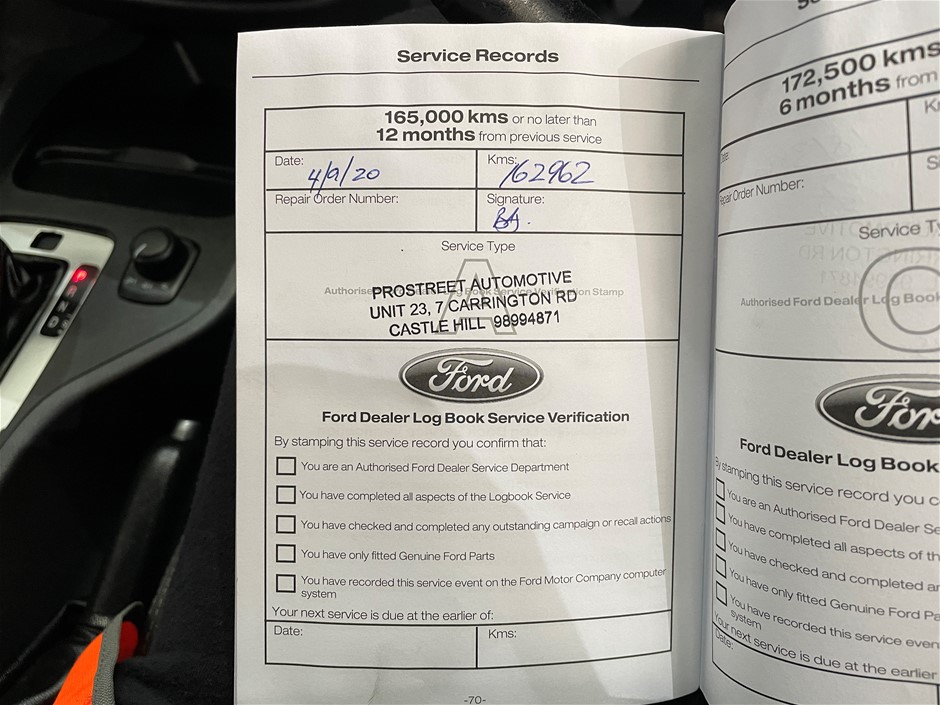 Service Records
165,000 kms or no later than
12 months from previous service
Date: 4/9/20
Kms: 162962
Repair Order Number:
Signature:
Service Type
A
Authorise Book Service Verification Stamp
PROSTREET AUTOMOTIVE
UNIT 23, 7 CARRINGTON RD
CASTLE HILL 98994871
Ford
Ford Dealer Log Book Service Verification
By stamping this service record you confirm that:
You are an Authorised Ford Dealer Service Department
You have completed all aspects of the Logbook Service
You have checked and completed any outstanding campaign or recall actions
You have only fitted Genuine Ford Parts
You have recorded this service event on the Ford Motor Company computer
system
Your next service is due at the earlier of:
Date:
Kms:
-70-
172,500 kms
6 months from
Date:
Repair Order Number:
Service
Authorised Ford Dealer Log Book
C
Ford
Ford Dealer Log Book
By stamping this service record you
You are an Authorised Ford Dealer
You have completed all aspects of
You have checked and completed
You have only fitted Genuine Ford
You have recorded this service
system
Your next service is due at the earlier
Date: